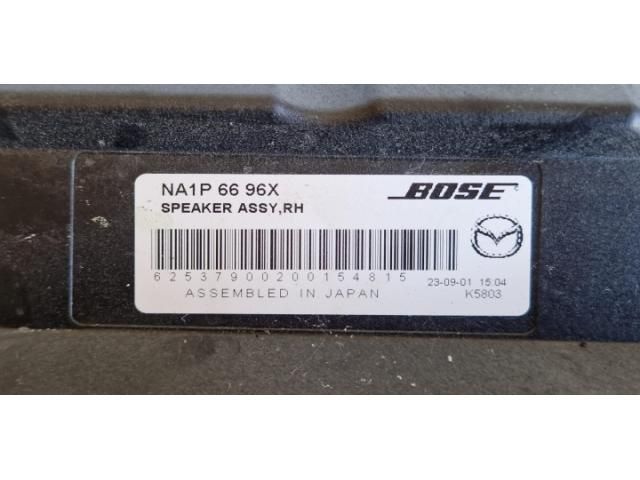 NA1P 66 96X
BOSE
SPEAKER ASSY,RH
62537900200154815
23-09-01 15:04
ASSEMBLED IN JAPAN
K5803